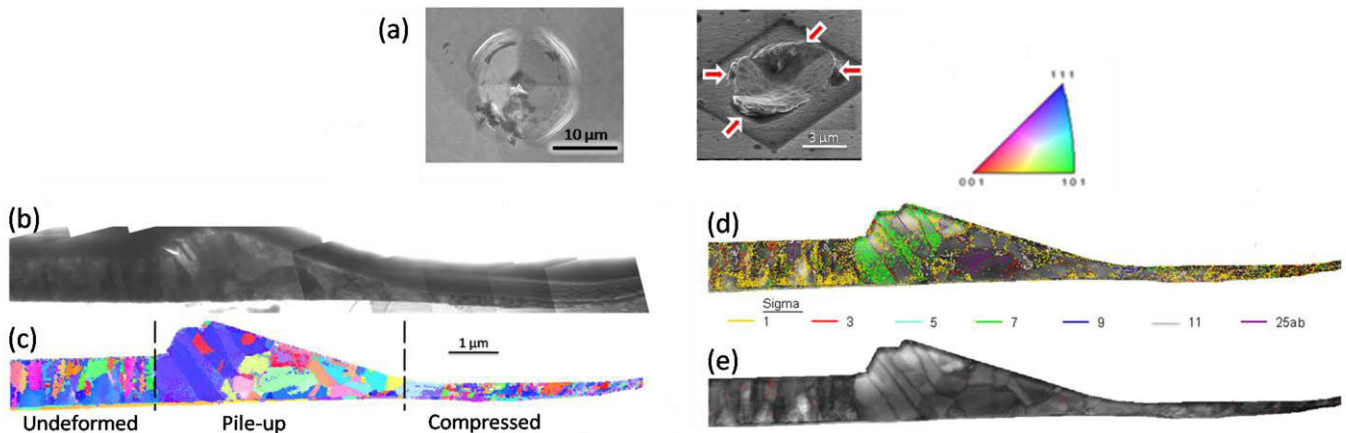 (a)
10 μm
3 μm
111
001
101
(b)
(d)
Sigma
1
3
5
7
9
11
25ab
(c)
1 μm
(e)
Undeformed
Pile-up
Compressed